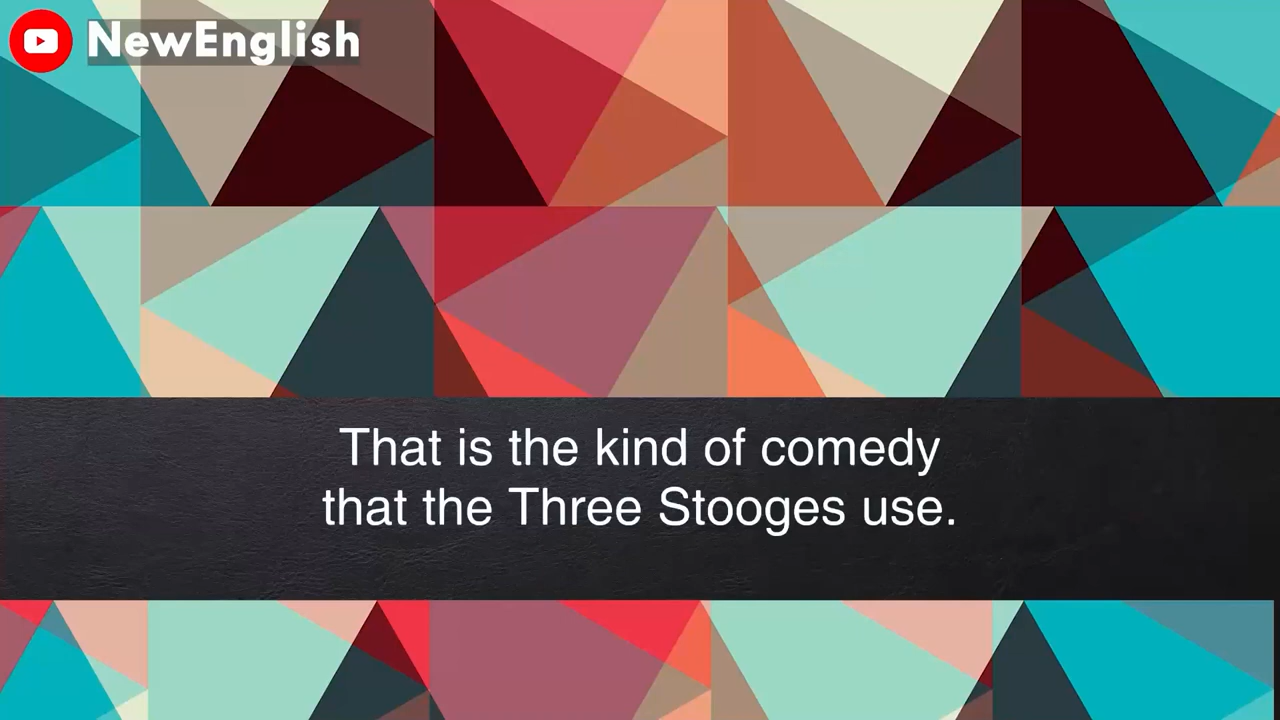 NewEnglish
That is the kind of comedy
that the Three Stooges use.